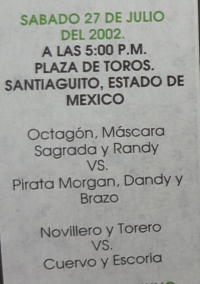 SABADO 27 DE JULIO
DEL 2002.
A LAS 5:00 P.M.
PLAZA DE TOROS.
SANTIAGUITO, ESTADO DE
MEXICO
Octagón, Máscara
Sagrada y Randy
VS.
Pirata Morgan, Dandy y
Brazo
Novillero y Torero
VS.
Cuervo y Escoria